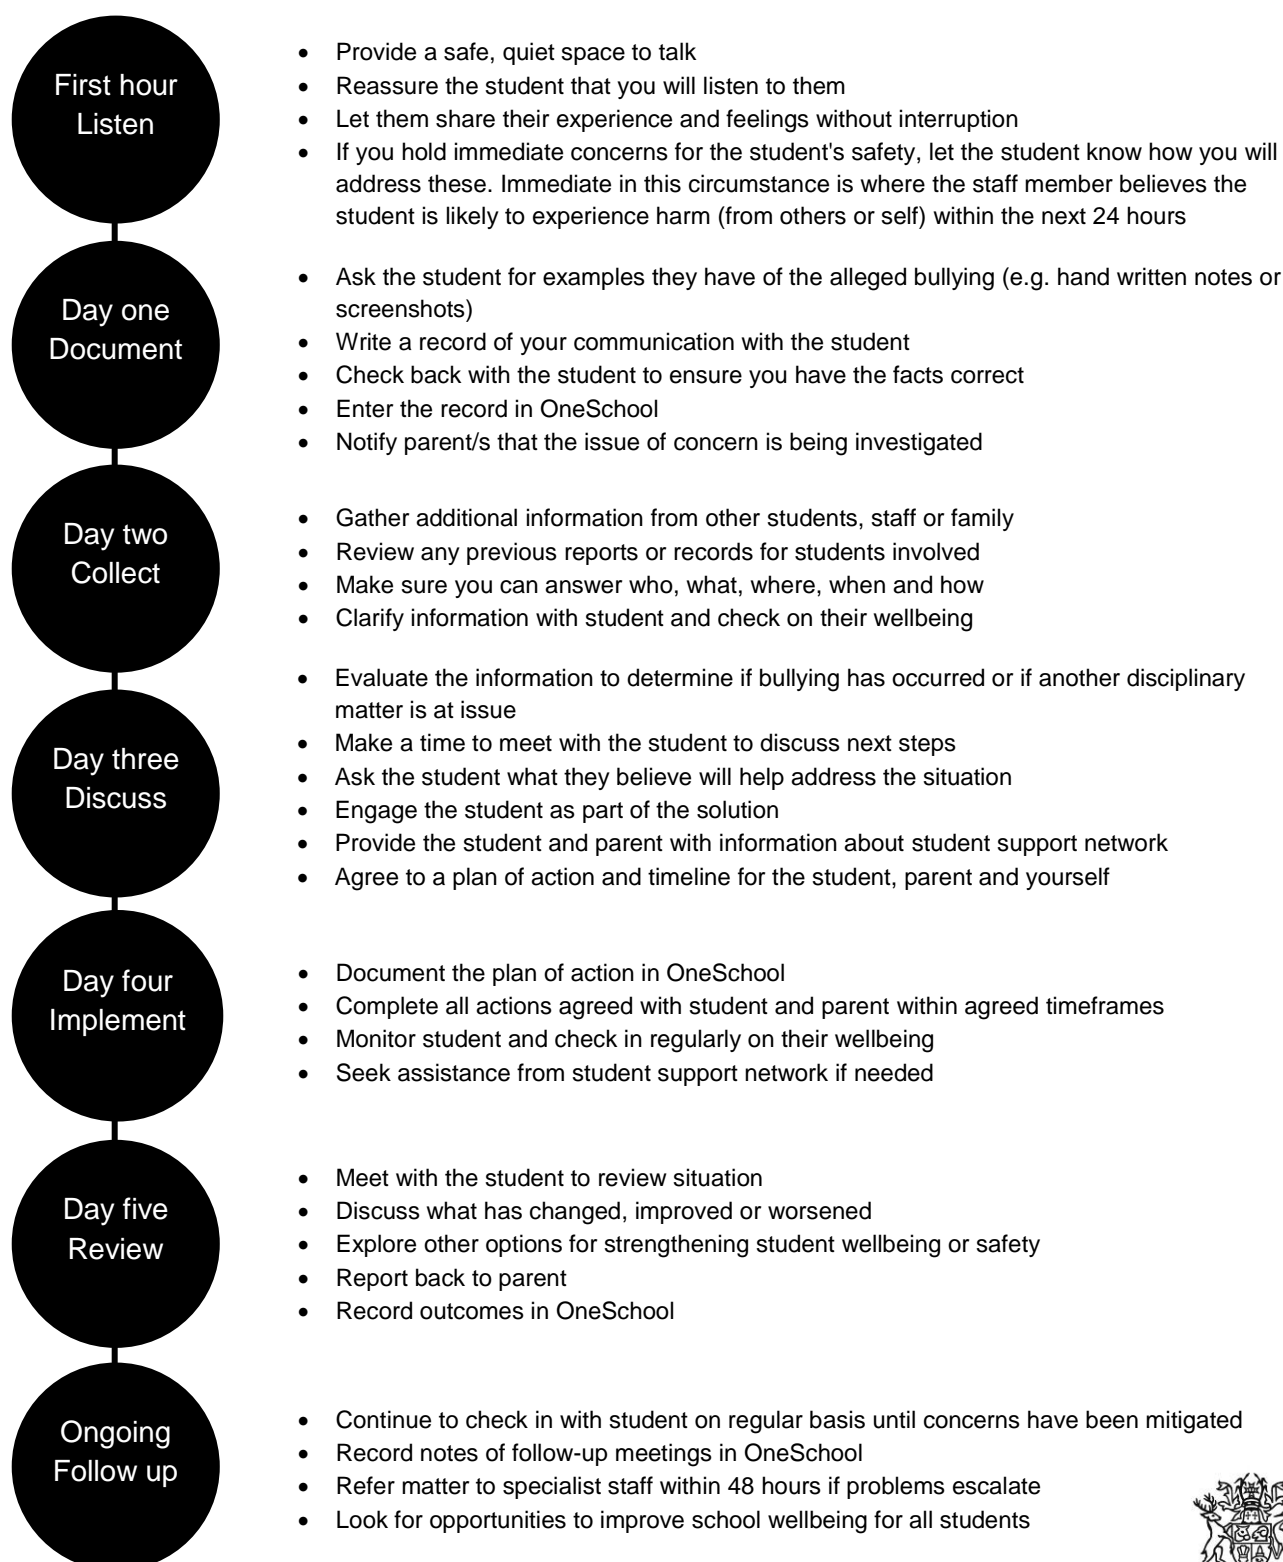 First hour
Listen
• Provide a safe, quiet space to talk
• Reassure the student that you will listen to them
• Let them share their experience and feelings without interruption
• If you hold immediate concerns for the student's safety, let the student know how you will
address these. Immediate in this circumstance is where the staff member believes the
student is likely to experience harm (from others or self) within the next 24 hours
Day one
Document
• Ask the student for examples they have of the alleged bullying (e.g. hand written notes or
screenshots)
• Write a record of your communication with the student
• Check back with the student to ensure you have the facts correct
• Enter the record in OneSchool
• Notify parent/s that the issue of concern is being investigated
Day two
Collect
• Gather additional information from other students, staff or family
• Review any previous reports or records for students involved
• Make sure you can answer who, what, where, when and how
• Clarify information with student and check on their wellbeing
Day three
Discuss
• Evaluate the information to determine if bullying has occurred or if another disciplinary
matter is at issue
• Make a time to meet with the student to discuss next steps
• Ask the student what they believe will help address the situation
• Engage the student as part of the solution
• Provide the student and parent with information about student support network
• Agree to a plan of action and timeline for the student, parent and yourself
Day four
Implement
• Document the plan of action in OneSchool
• Complete all actions agreed with student and parent within agreed timeframes
• Monitor student and check in regularly on their wellbeing
• Seek assistance from student support network if needed
Day five
Review
• Meet with the student to review situation
• Discuss what has changed, improved or worsened
• Explore other options for strengthening student wellbeing or safety
• Report back to parent
• Record outcomes in OneSchool
Ongoing
Follow up
• Continue to check in with student on regular basis until concerns have been mitigated
• Record notes of follow-up meetings in OneSchool
• Refer matter to specialist staff within 48 hours if problems escalate
• Look for opportunities to improve school wellbeing for all students